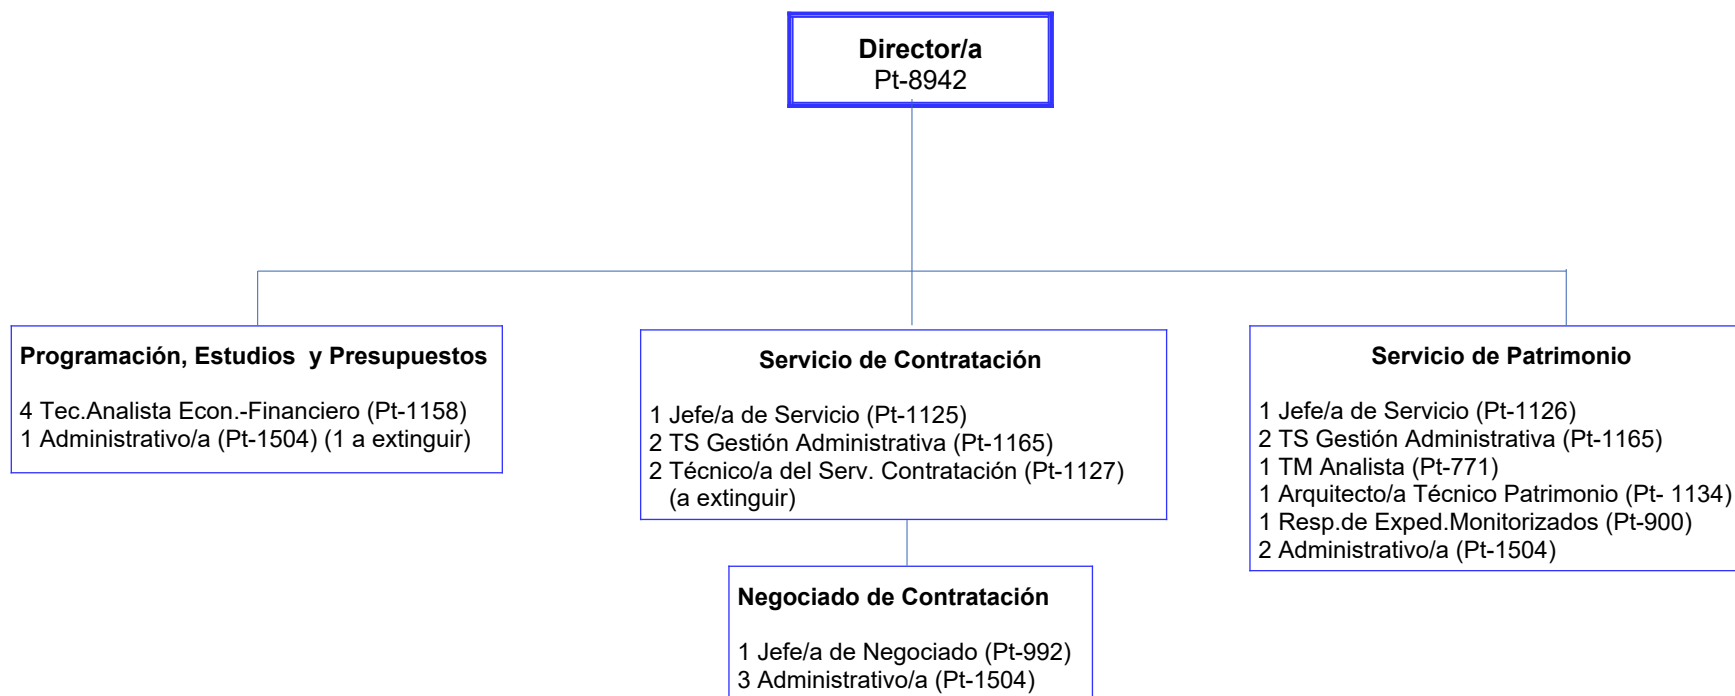 Director/a
Pt-8942
Programación, Estudios  y Presupuestos
4 Tec.Analista Econ.-Financiero (Pt-1158)
1 Administrativo/a (Pt-1504) (1 a extinguir)
Servicio de Contratación
1 Jefe/a de Servicio (Pt-1125)
2 TS Gestión Administrativa (Pt-1165)
2 Técnico/a del Serv. Contratación (Pt-1127)
(a extinguir)
Negociado de Contratación
1 Jefe/a de Negociado (Pt-992)
3 Administrativo/a (Pt-1504)
Servicio de Patrimonio
1 Jefe/a de Servicio (Pt-1126)
2 TS Gestión Administrativa (Pt-1165)
1 TM Analista (Pt-771)
1 Arquitecto/a Técnico Patrimonio (Pt- 1134)
1 Resp.de Exped.Monitorizados (Pt-900)
2 Administrativo/a (Pt-1504)